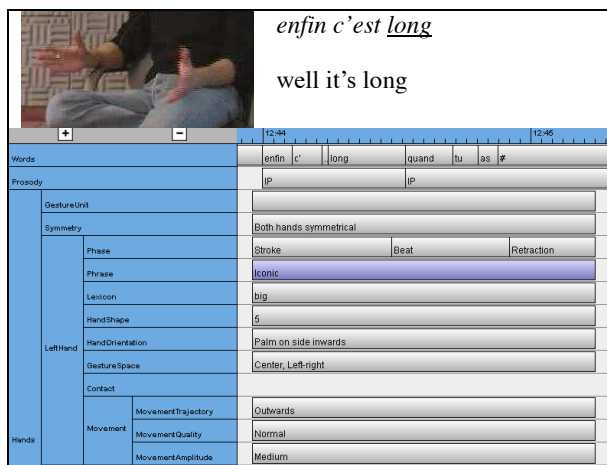 enfin c'est long
well it's long
+ −
12:44 12:45
Words enfin c' ... long quand tu as #
Prosody IP IP
GestureUnit
Symmetry Both hands symmetrical
Phase Stroke Beat Retraction
Phrase Iconic
Lexicon big
HandShape 5
LeftHand HandOrientation Palm on side inwards
GestureSpace Center, Left-right
Contact
MovementTrajectory Outwards
Hands Movement MovementQuality Normal
MovementAmplitude Medium